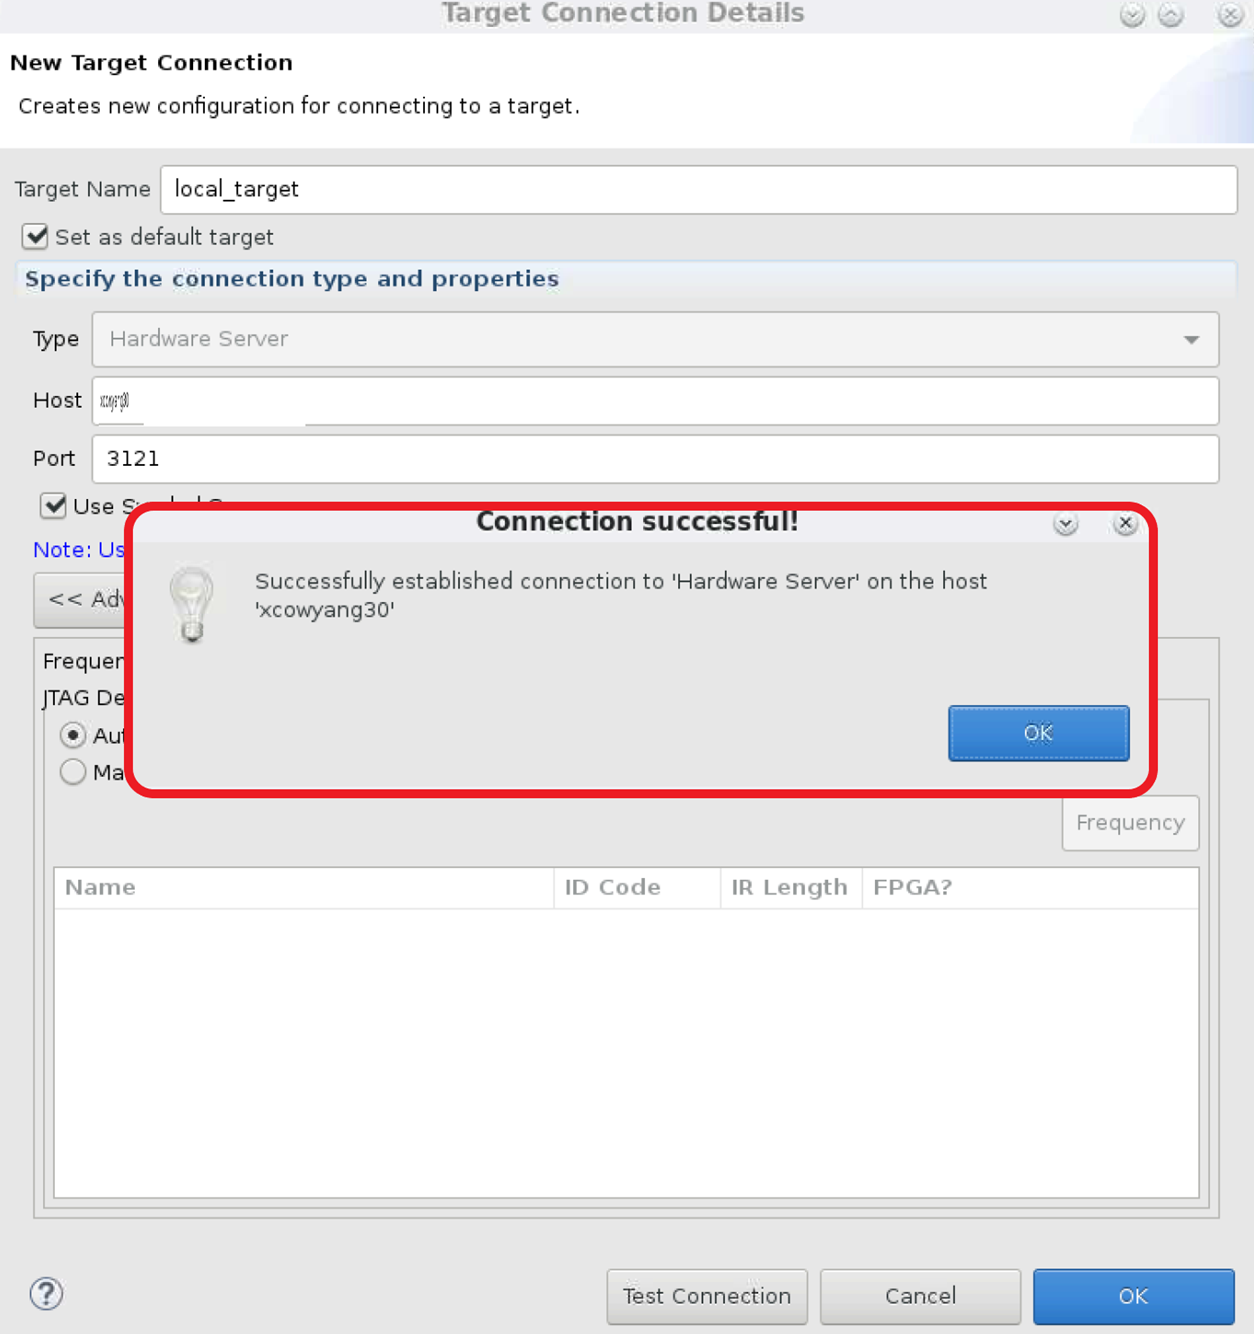 Target Connection Details
New Target Connection
Creates new configuration for connecting to a target.
Target Name local_target
Set as default target
Specify the connection type and properties
Type Hardware Server
Host xcowyang30
Port 3121
Use
Note: Us
Connection successful!
<< Adv
Successfully established connection to 'Hardware Server' on the host
'xcowyang30'
Frequen
JTAG De
Aut
Ma
OK
Frequency
Name ID Code IR Length FPGA?
?
Test Connection Cancel OK